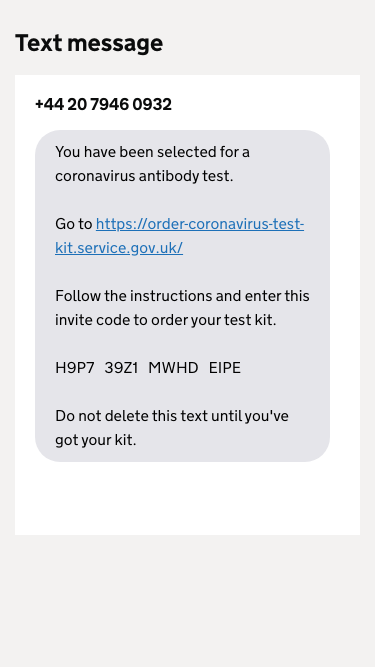 Text message
+44 20 7946 0932
You have been selected for a
coronavirus antibody test.
Go to https://order-coronavirus-test-
kit.service.gov.uk/
Follow the instructions and enter this
invite code to order your test kit.
H9P7 39Z1 MWHD EIPE
Do not delete this text until you've
got your kit.